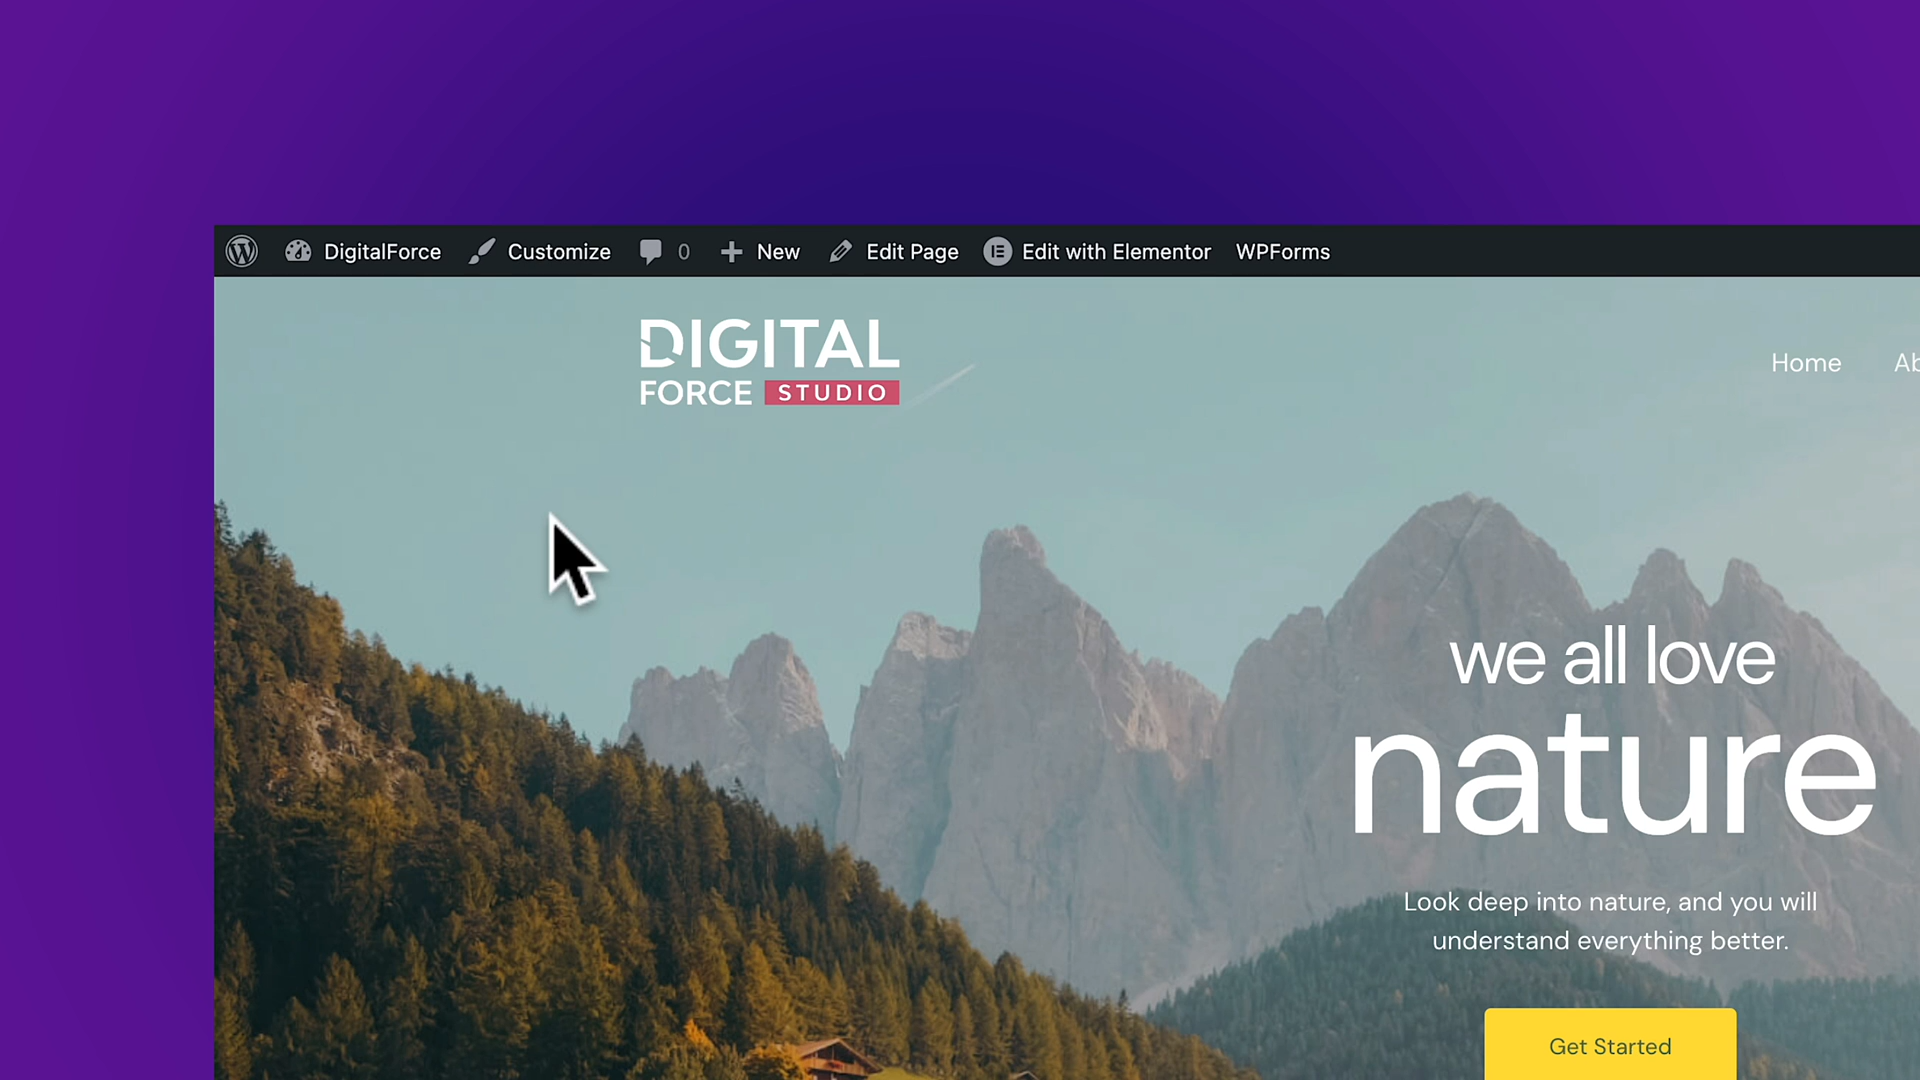 DigitalForce Customize 0 New Edit Page Edit with Elementor WPForms
DIGITAL
FORCE STUDIO
Home
we all love
nature
Look deep into nature, and you will
understand everything better.
Get Started